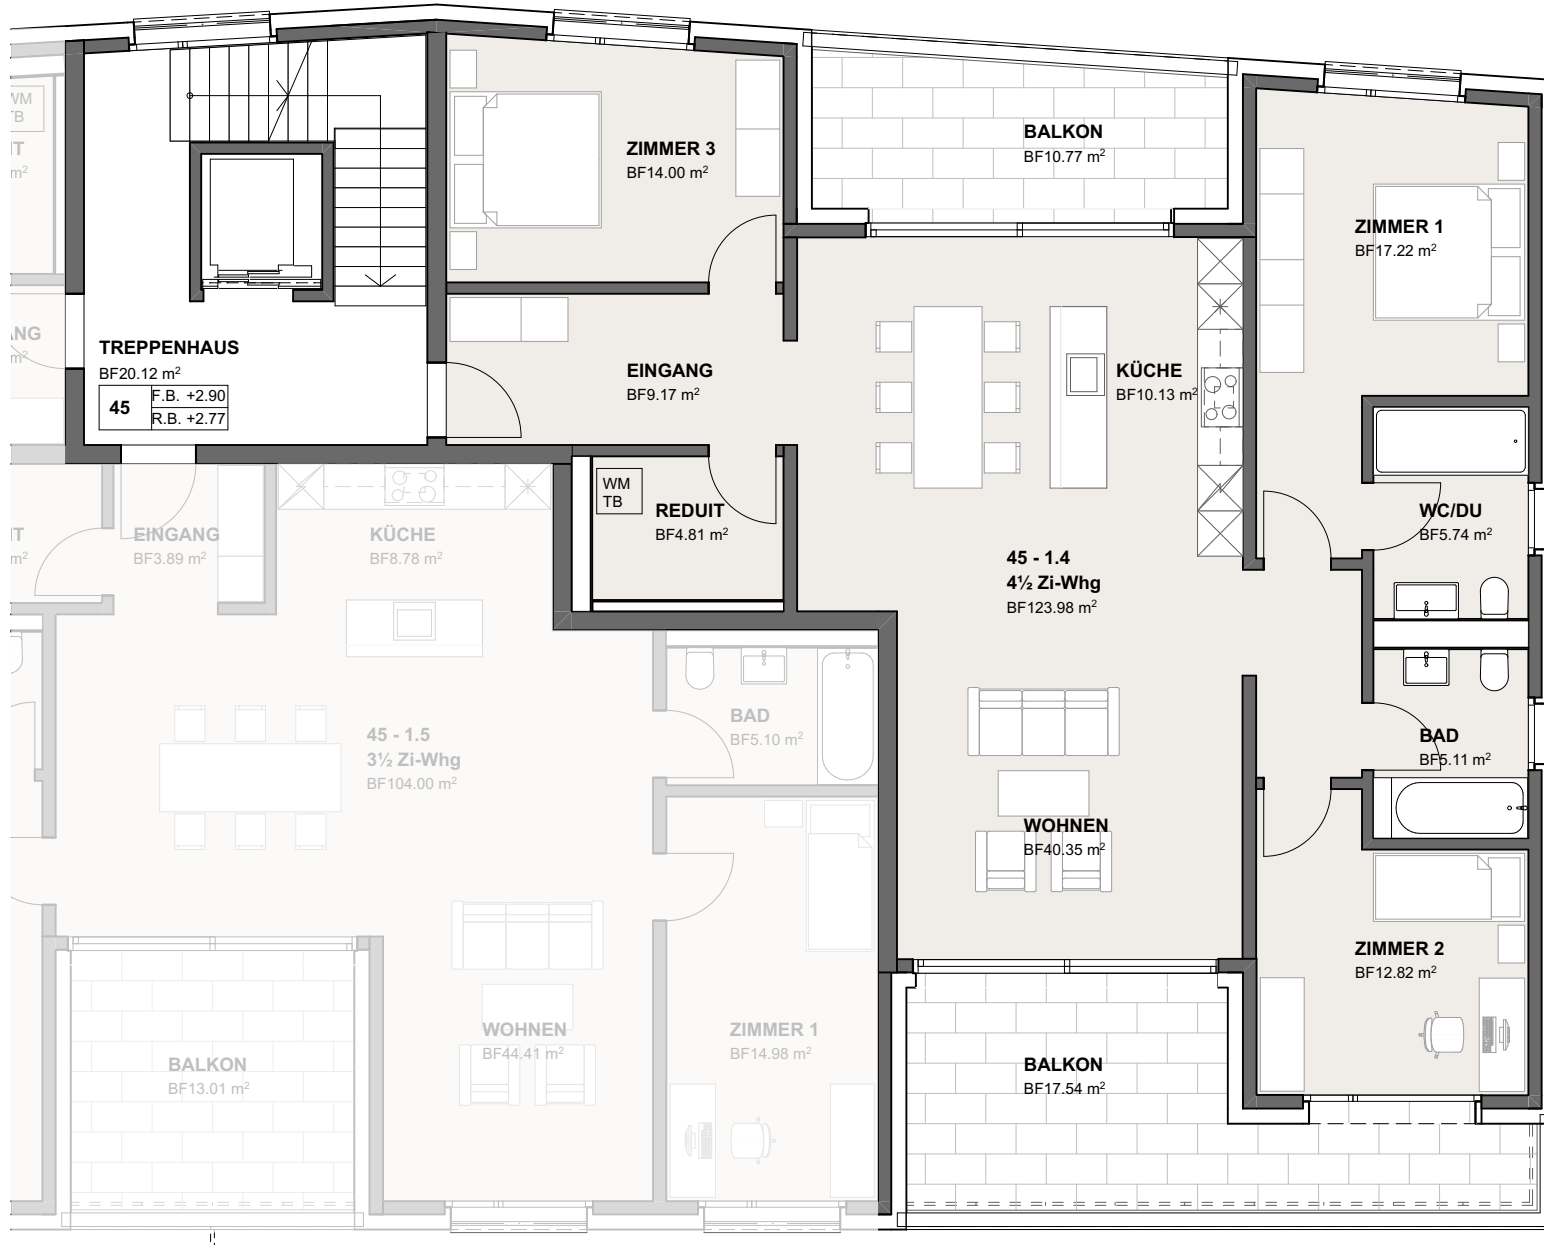 WM
TB
IT
m²
ANG
m²
ZIMMER 3
BF14.00 m²
BALKON
BF10.77 m²
ZIMMER 1
BF17.22 m²
TREPPENHAUS
BF20.12 m²
45
F.B. +2.90
R.B. +2.77
EINGANG
BF9.17 m²
KÜCHE
BF10.13 m²
WM
TB
REDUIT
BF4.81 m²
WC/DU
BF5.74 m²
IT
m²
EINGANG
BF3.89 m²
KÜCHE
BF8.78 m²
45 - 1.4
4½ Zi-Whg
BF123.98 m²
45 - 1.5
3½ Zi-Whg
BF104.00 m²
BAD
BF5.10 m²
BAD
BF5.11 m²
WOHNEN
BF40.35 m²
ZIMMER 2
BF12.82 m²
WOHNEN
BF44.41 m²
ZIMMER 1
BF14.98 m²
BALKON
BF13.01 m²
BALKON
BF17.54 m²